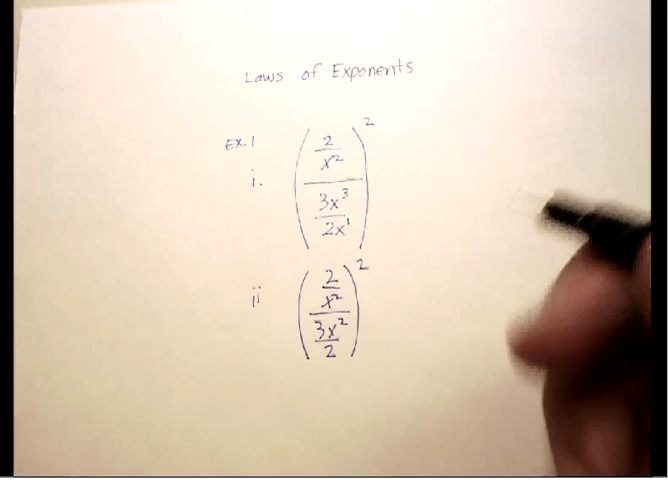 Laws of Exponents
Ex. 1
i. ((2/x²)/(3x³/2x¹))²
ii ((2/x²)/(3x²/2))²